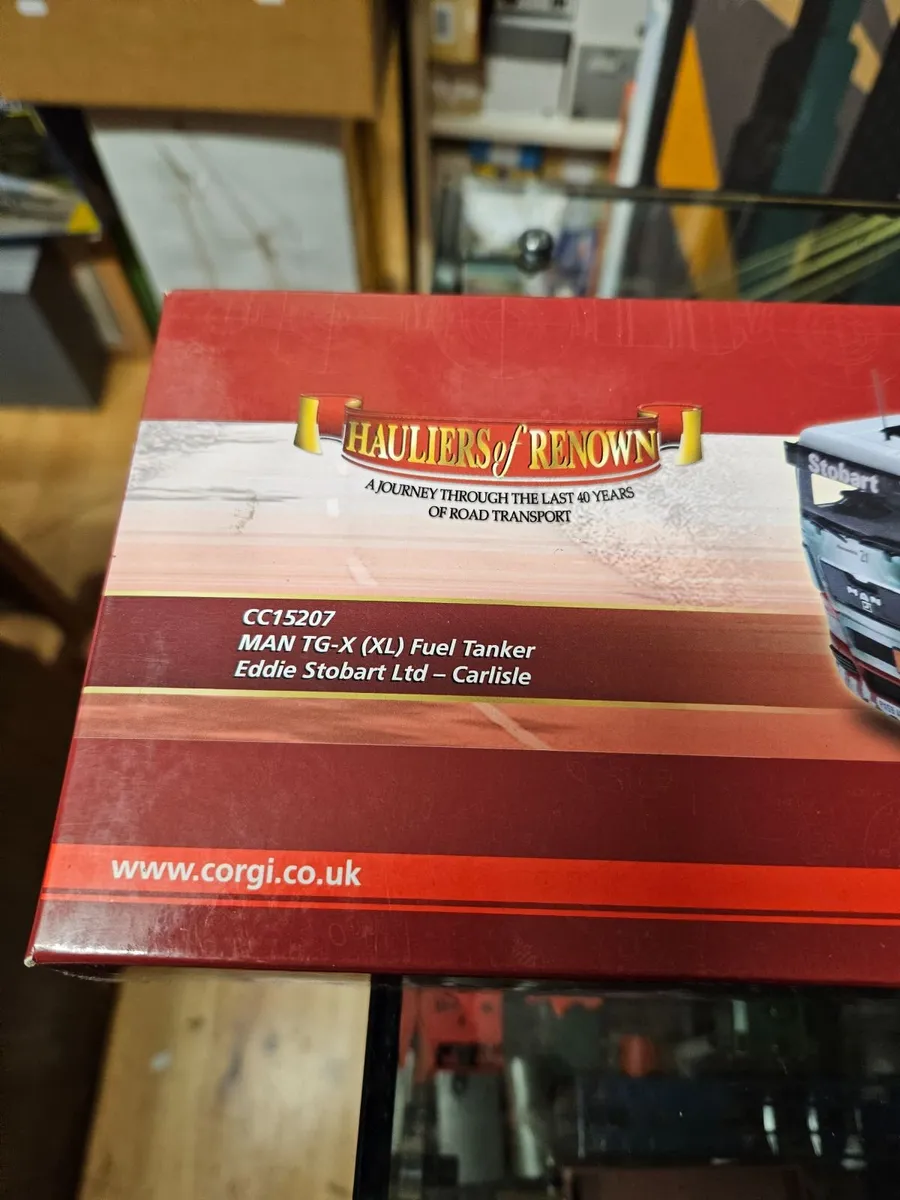 HAULIERS of RENOWN
A JOURNEY THROUGH THE LAST 40 YEARS
OF ROAD TRANSPORT
Stobart
MAN
CC15207
MAN TG-X (XL) Fuel Tanker
Eddie Stobart Ltd – Carlisle
www.corgi.co.uk